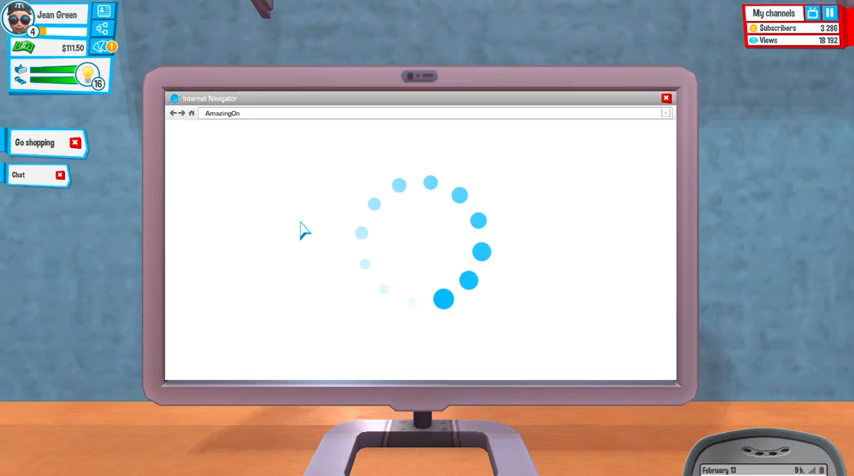 Jean Green
4
$111.50
16
My channels
Subscribers 3 286
Views 18 192
Internet Navigator
AmazingOn
Go shopping
Chat
February 13 9 h.